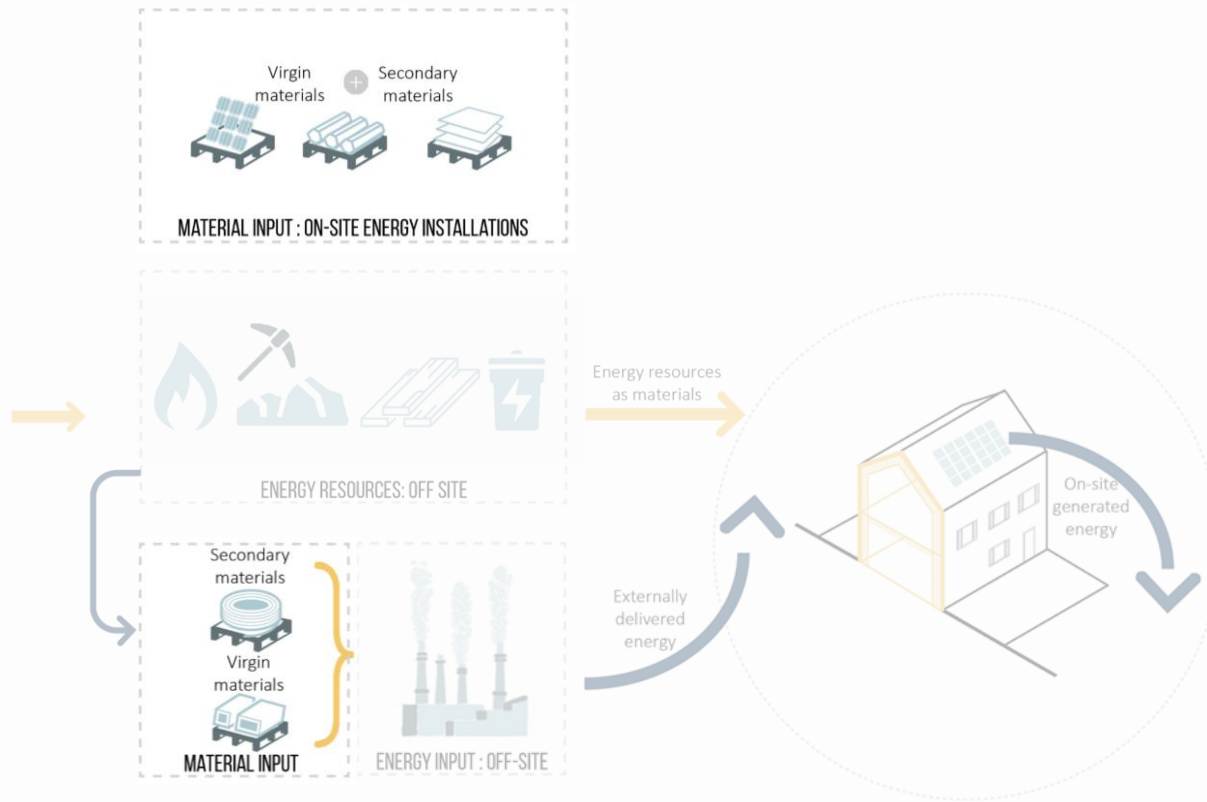 Virgin
materials
+
Secondary
materials
MATERIAL INPUT : ON-SITE ENERGY INSTALLATIONS
Energy resources
as materials
ENERGY RESOURCES: OFF SITE
On-site
generated
energy
Secondary
materials
Virgin
materials
MATERIAL INPUT
ENERGY INPUT : OFF-SITE
Externally
delivered
energy